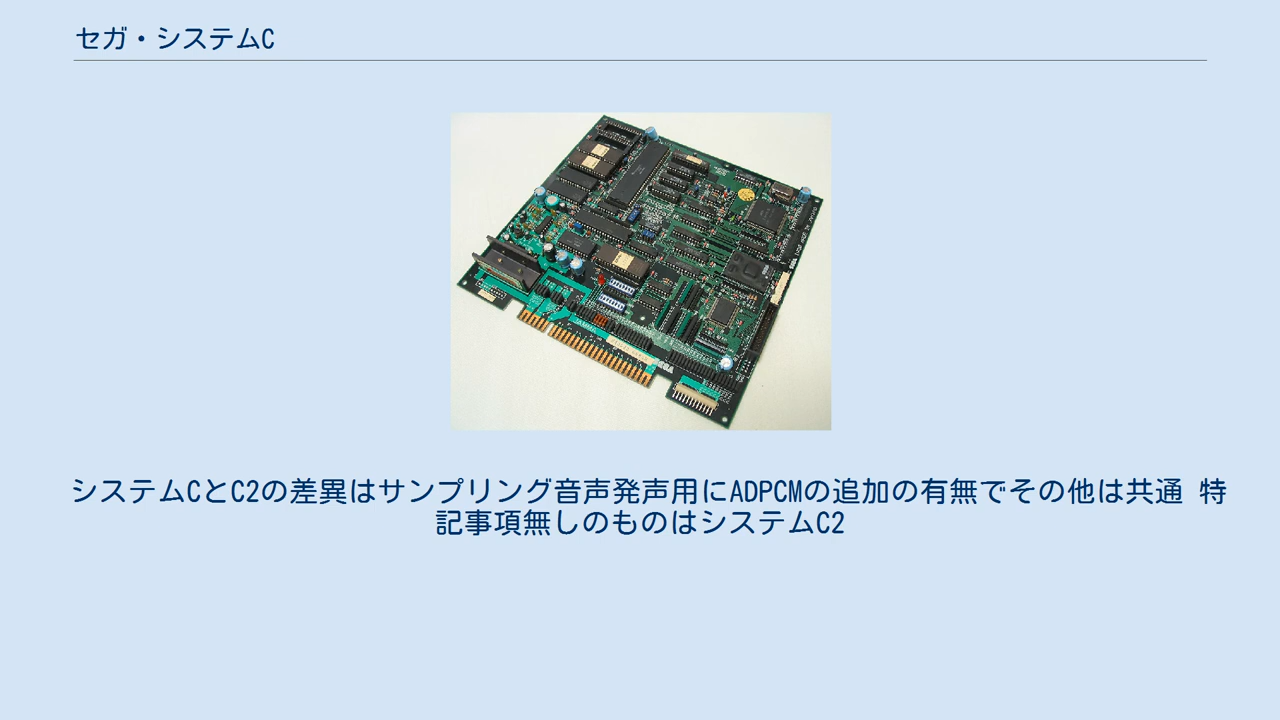 セガ・システムC
システムCとC2の差異はサンプリング音声発声用にADPCMの追加の有無でその他は共通 特
記事項無しのものはシステムC2